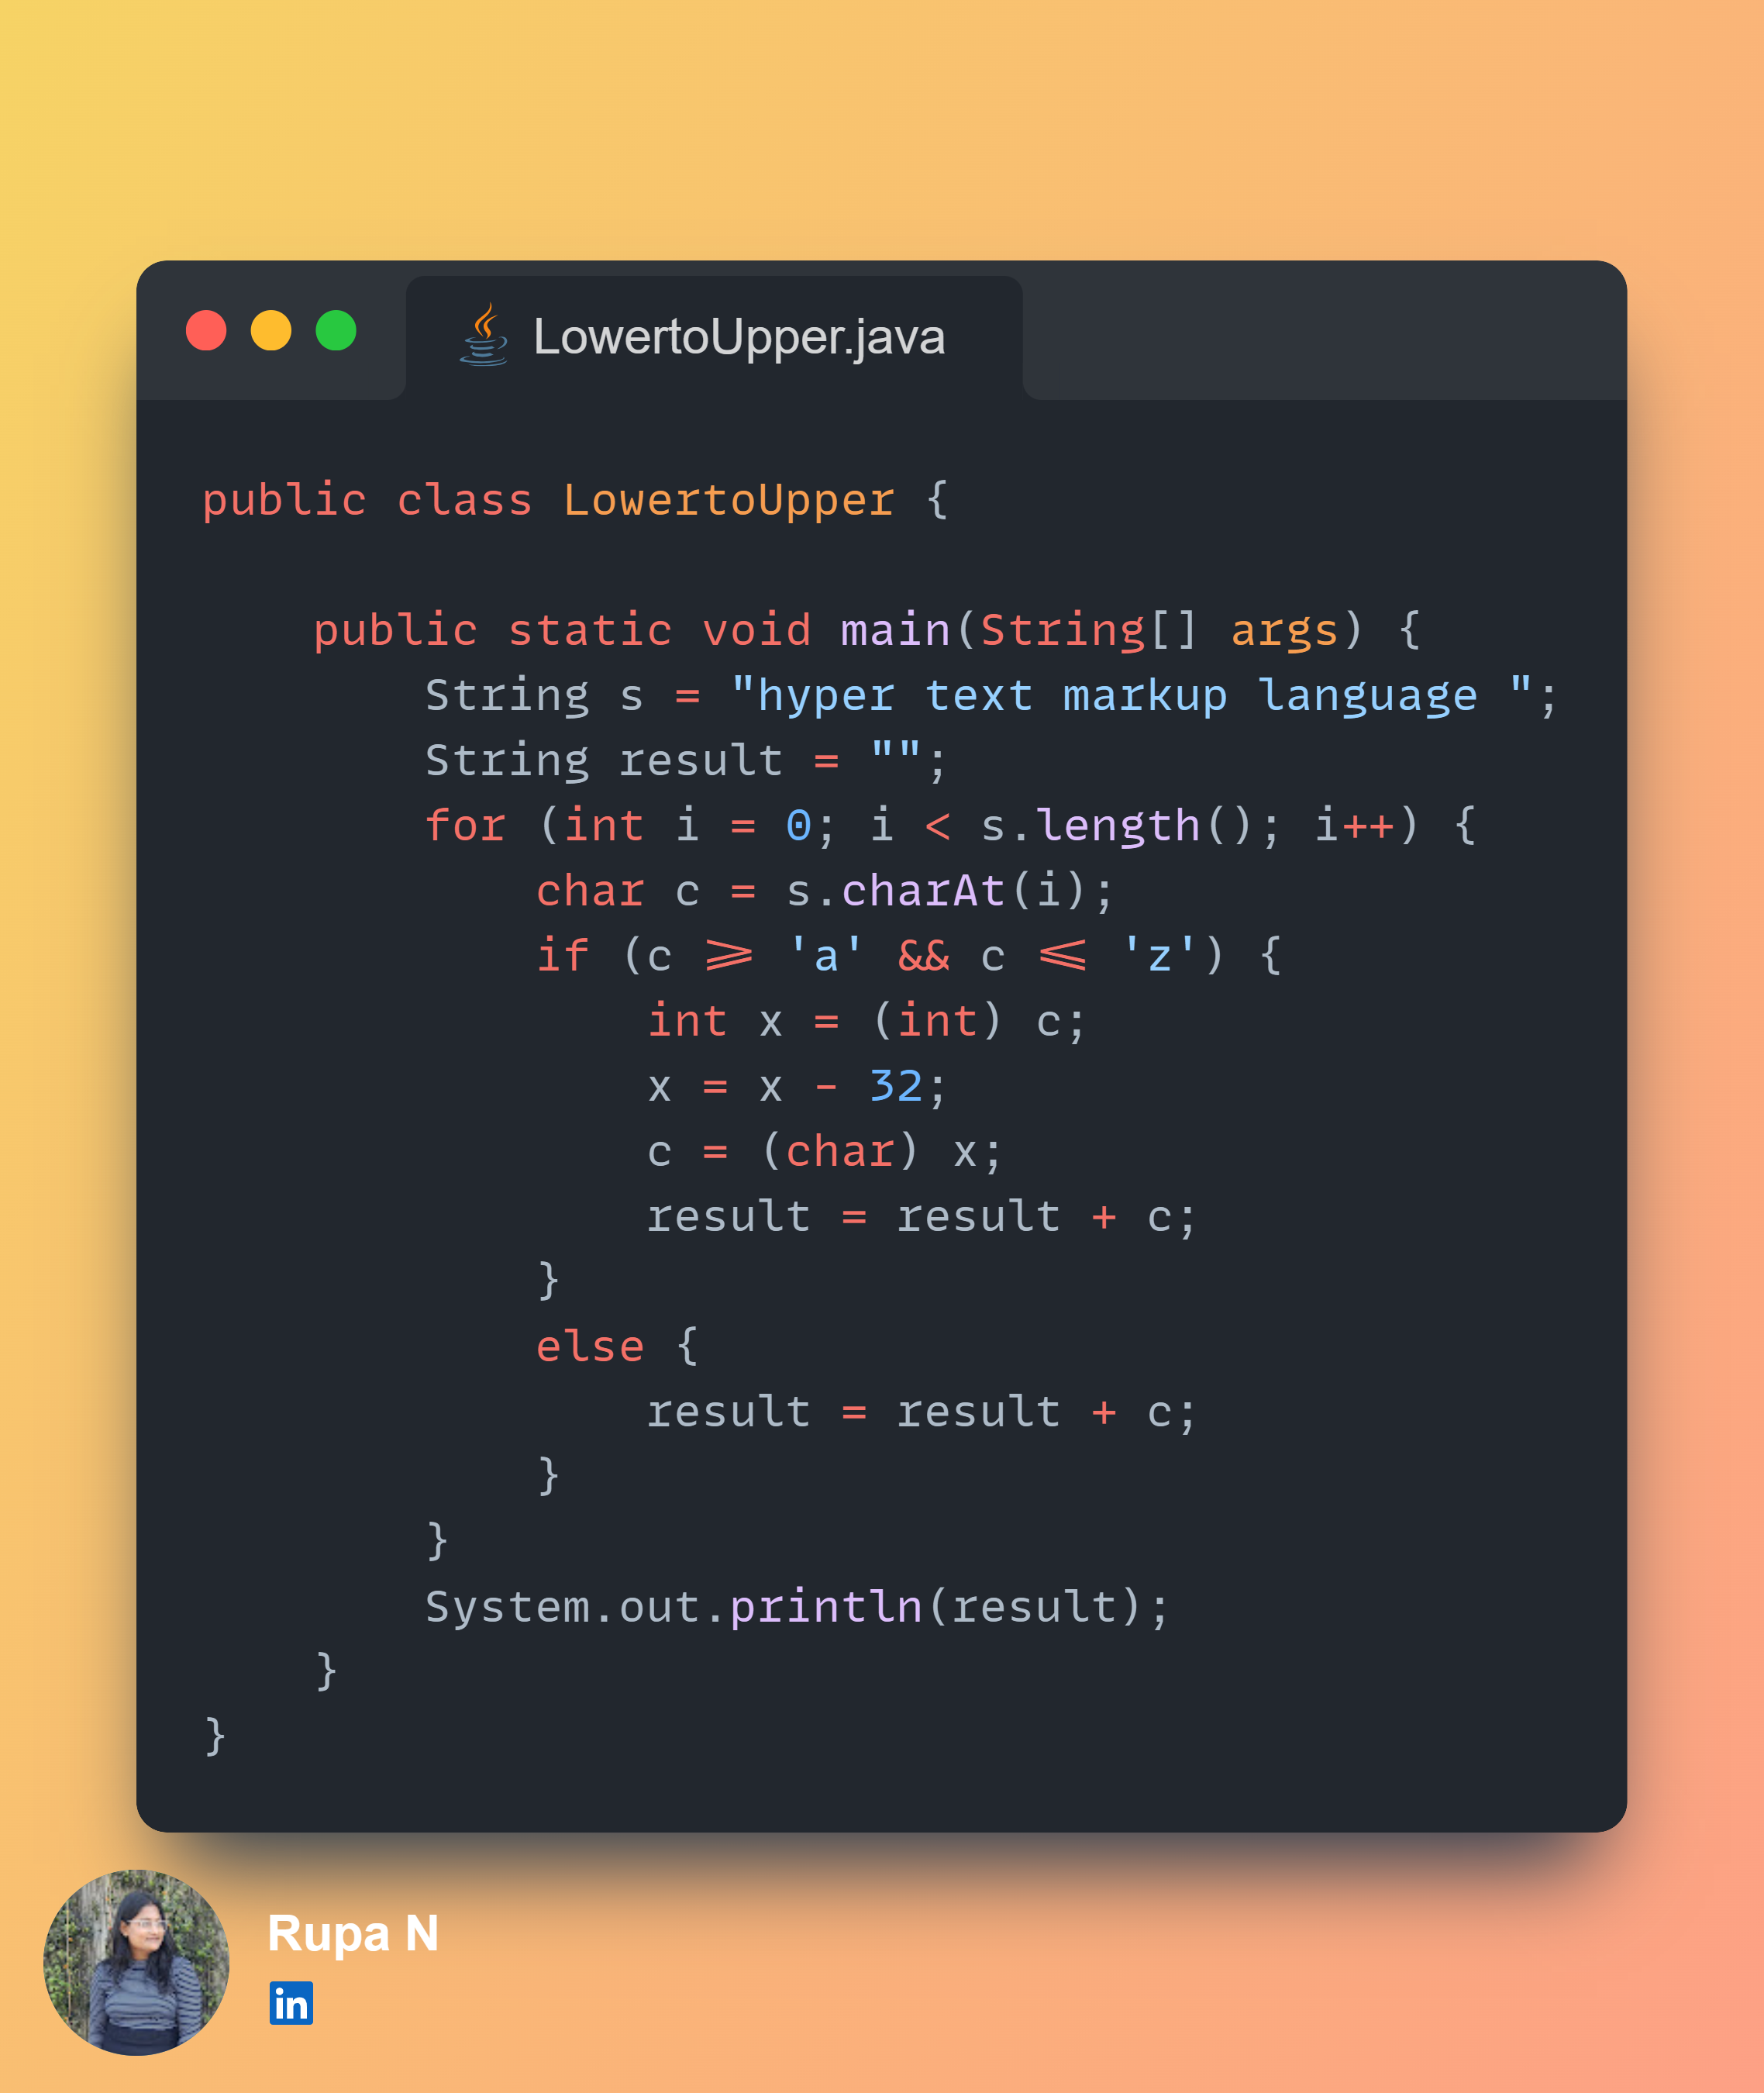 LowertoUpper.java
public class LowertoUpper {
public static void main(String[] args) {
String s = "hyper text markup language ";
String result = "";
for (int i = 0; i < s.length(); i++) {
char c = s.charAt(i);
if (c >= 'a' && c <= 'z') {
int x = (int) c;
x = x - 32;
c = (char) x;
result = result + c;
}
else {
result = result + c;
}
}
System.out.println(result);
}
}
Rupa N
in